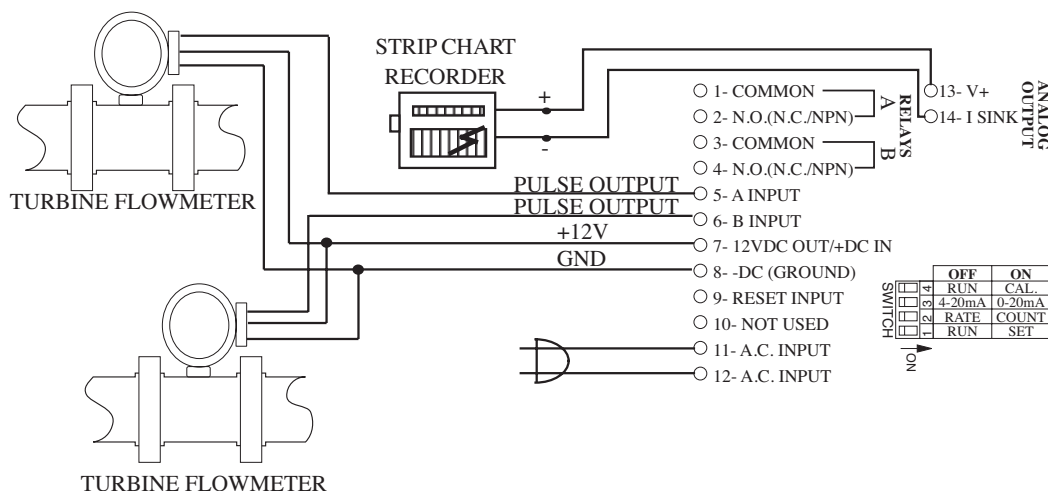 STRIP CHART
RECORDER
+
-
TURBINE FLOWMETER
PULSE OUTPUT
PULSE OUTPUT
+12V
GND
TURBINE FLOWMETER
1- COMMON
2- N.O.(N.C./NPN)
3- COMMON
4- N.O.(N.C./NPN)
5- A INPUT
6- B INPUT
7- 12VDC OUT/+DC IN
8- -DC (GROUND)
9- RESET INPUT
10- NOT USED
11- A.C. INPUT
12- A.C. INPUT
A
B
RELAYS
13- V+
14- I SINK
ANALOG
OUTPUT
OFF ON
4 RUN CAL.
3 4-20mA 0-20mA
2 RATE COUNT
1 RUN SET
SWITCH
ON